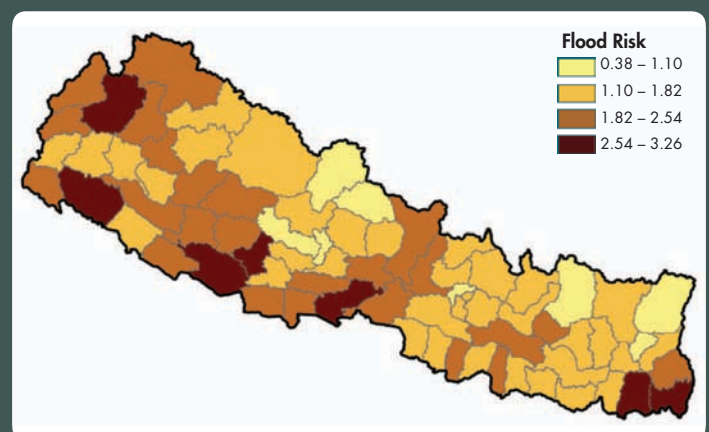 Flood Risk
0.38 – 1.10
1.10 – 1.82
1.82 – 2.54
2.54 – 3.26